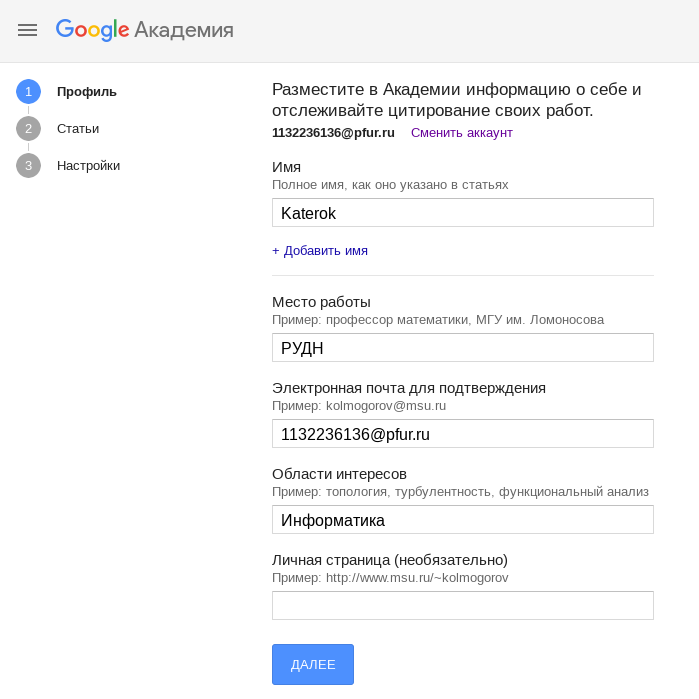 Google Академия
1 Профиль
2 Статьи
3 Настройки
Разместите в Академии информацию о себе и
отслеживайте цитирование своих работ.
1132236136@pfur.ru Сменить аккаунт
Имя
Полное имя, как оно указано в статьях
Katerok
+ Добавить имя
Место работы
Пример: профессор математики, МГУ им. Ломоносова
РУДН
Электронная почта для подтверждения
Пример: kolmogorov@msu.ru
1132236136@pfur.ru
Области интересов
Пример: топология, турбулентность, функциональный анализ
Информатика
Личная страница (необязательно)
Пример: http://www.msu.ru/~kolmogorov
ДАЛЕЕ